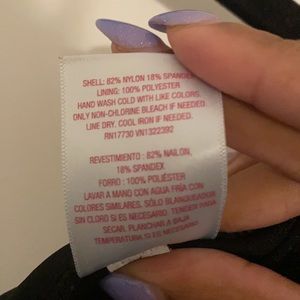 SHELL: 82% NYLON 18% SPANDEX
LINING: 100% POLYESTER
HAND WASH COLD WITH LIKE COLORS.
ONLY NON-CHLORINE BLEACH IF NEEDED
LINE DRY. COOL IRON IF NEEDED.
RN17730 VN1322392
REVESTIMIENTO : 82% NAILON,
18% SPANDEX
FORRO : 100% POLIÉSTER
LAVAR A MANO CON AGUA FRÍA CON
COLORES SIMILARES, SÓLO BLANQUEADOR
SIN CLORO SI ES NECESARIO. TENDER PARA
SECAR. PLANCHAR A BAJA
TEMPERATURA SI ES NECESARIO